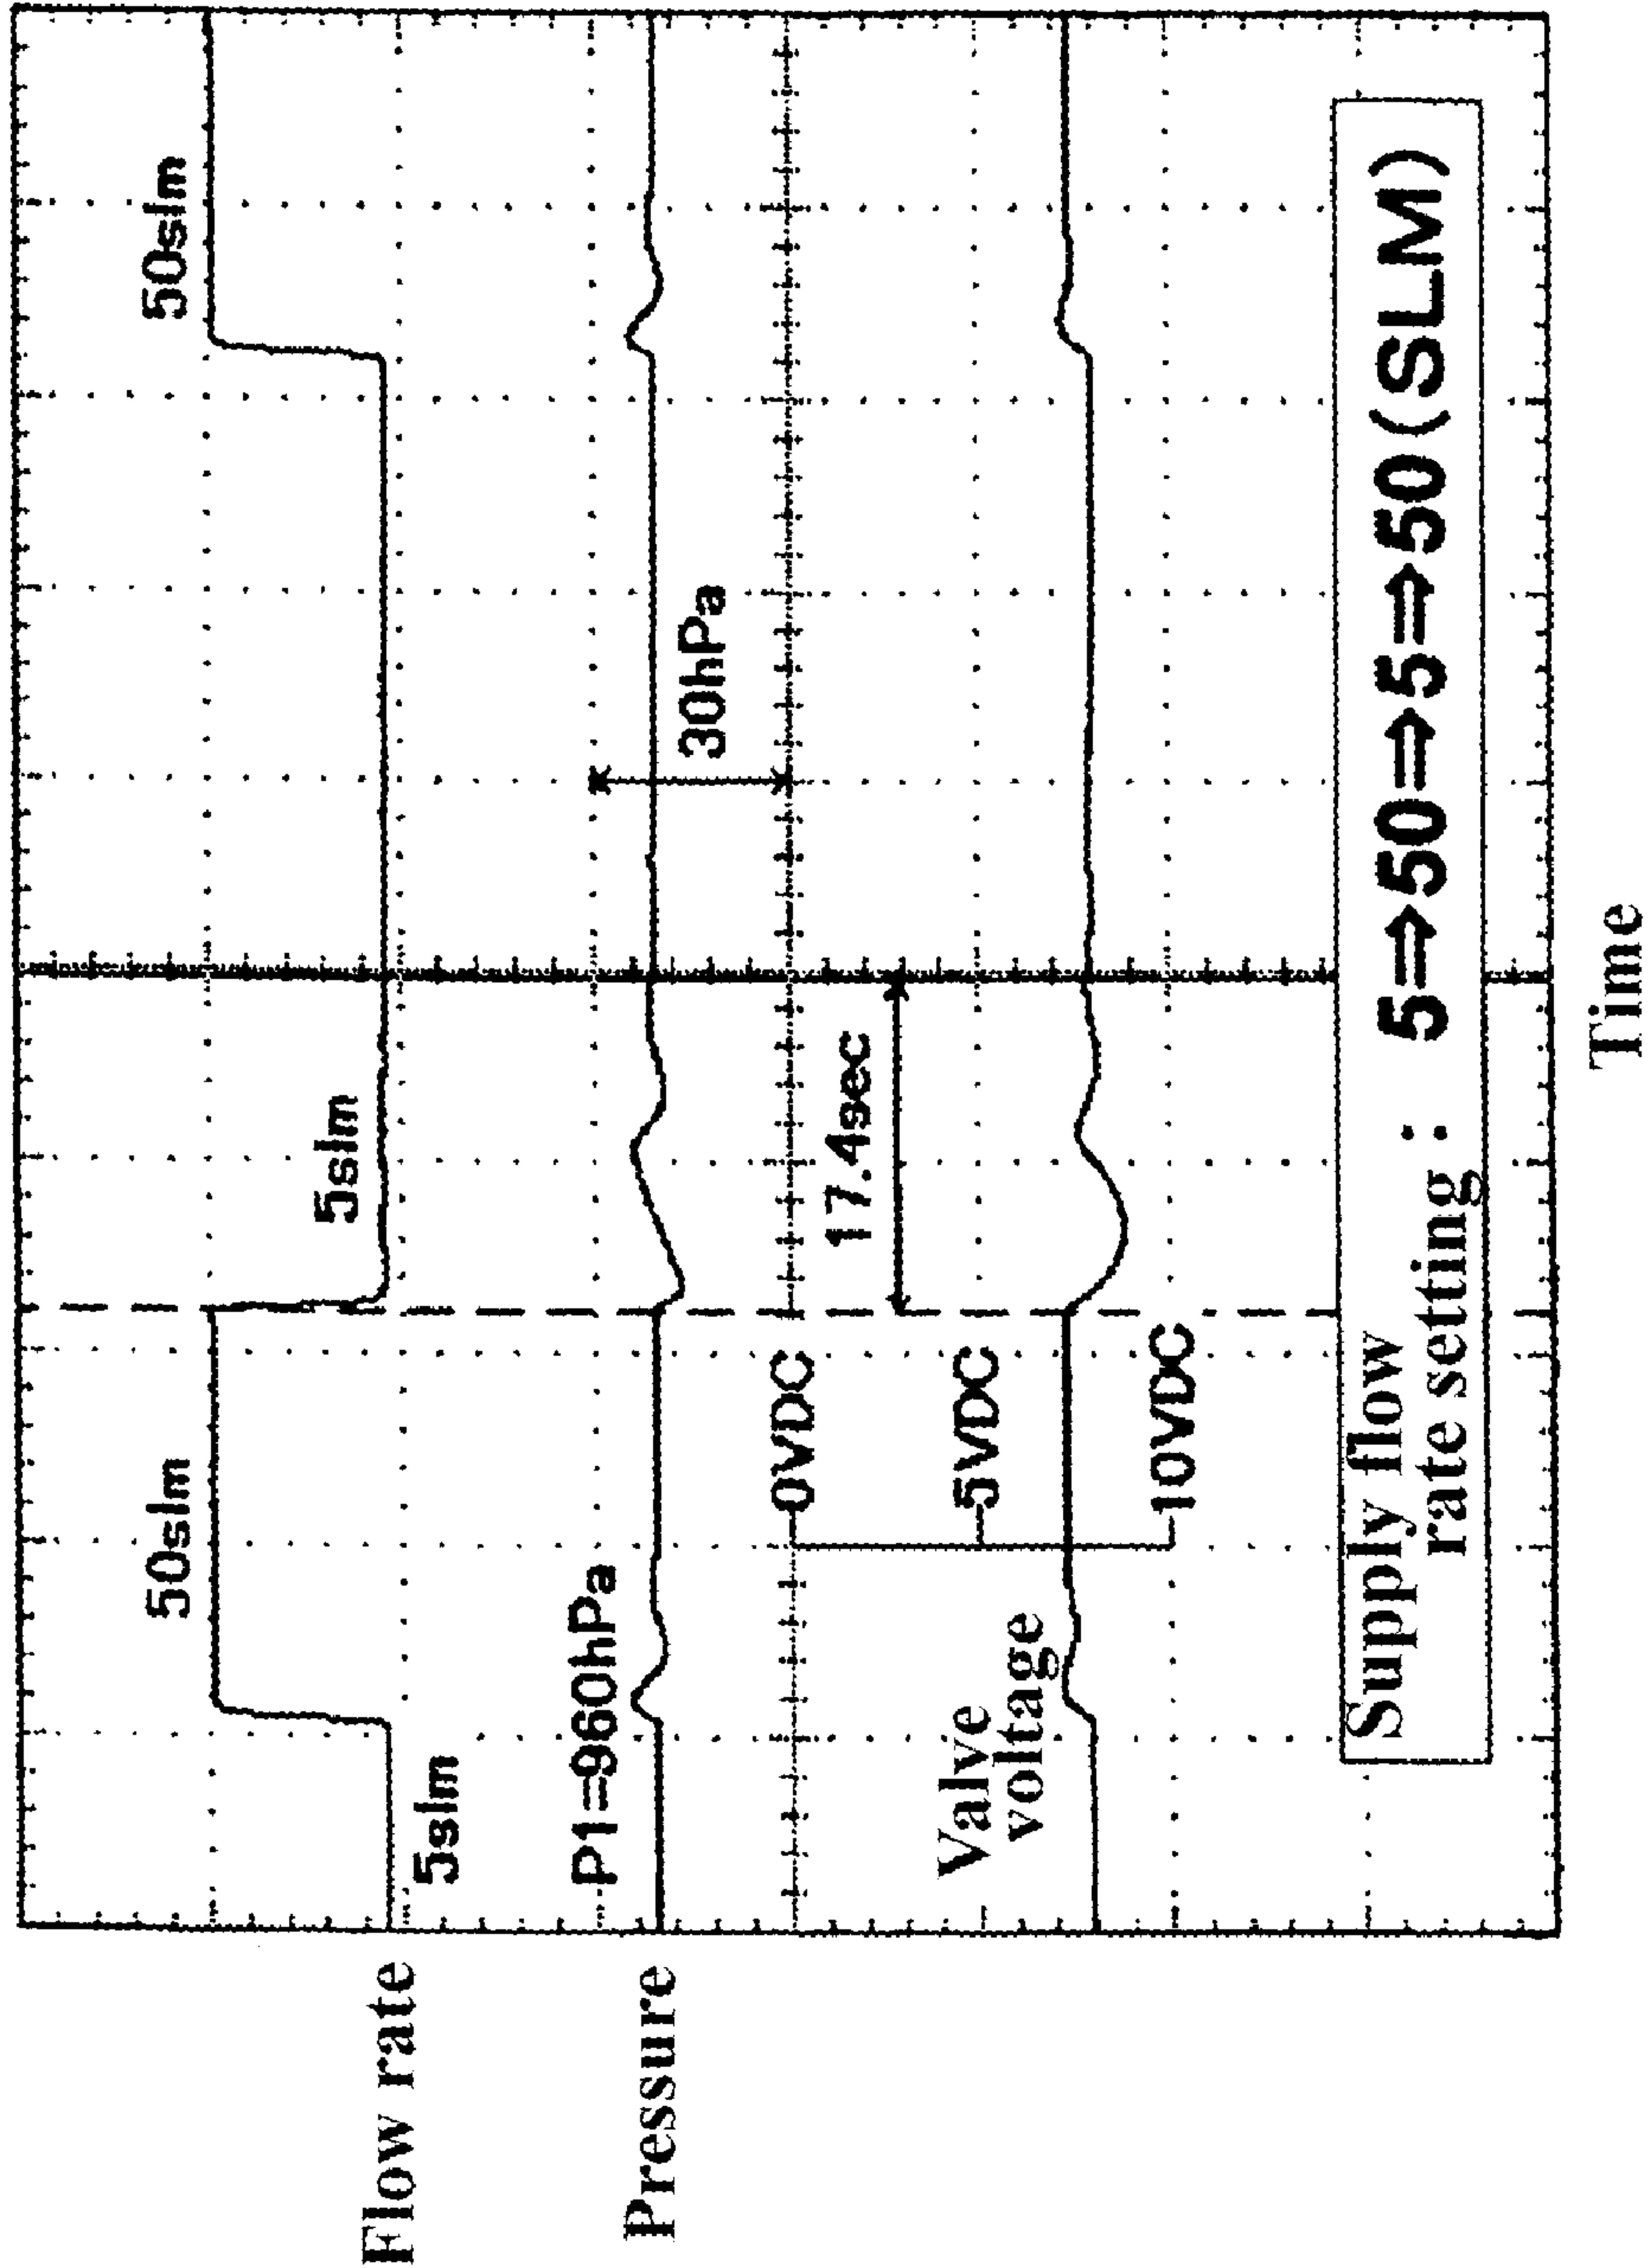 50slm
50slm
5slm
5slm
Flow rate
P1=960hPa
Pressure
30hPa
0VDC
17.4sec
5VDC
Valve
voltage
10VDC
Supply flow
rate setting : 5⇒50⇒5⇒50(SLM)
Time